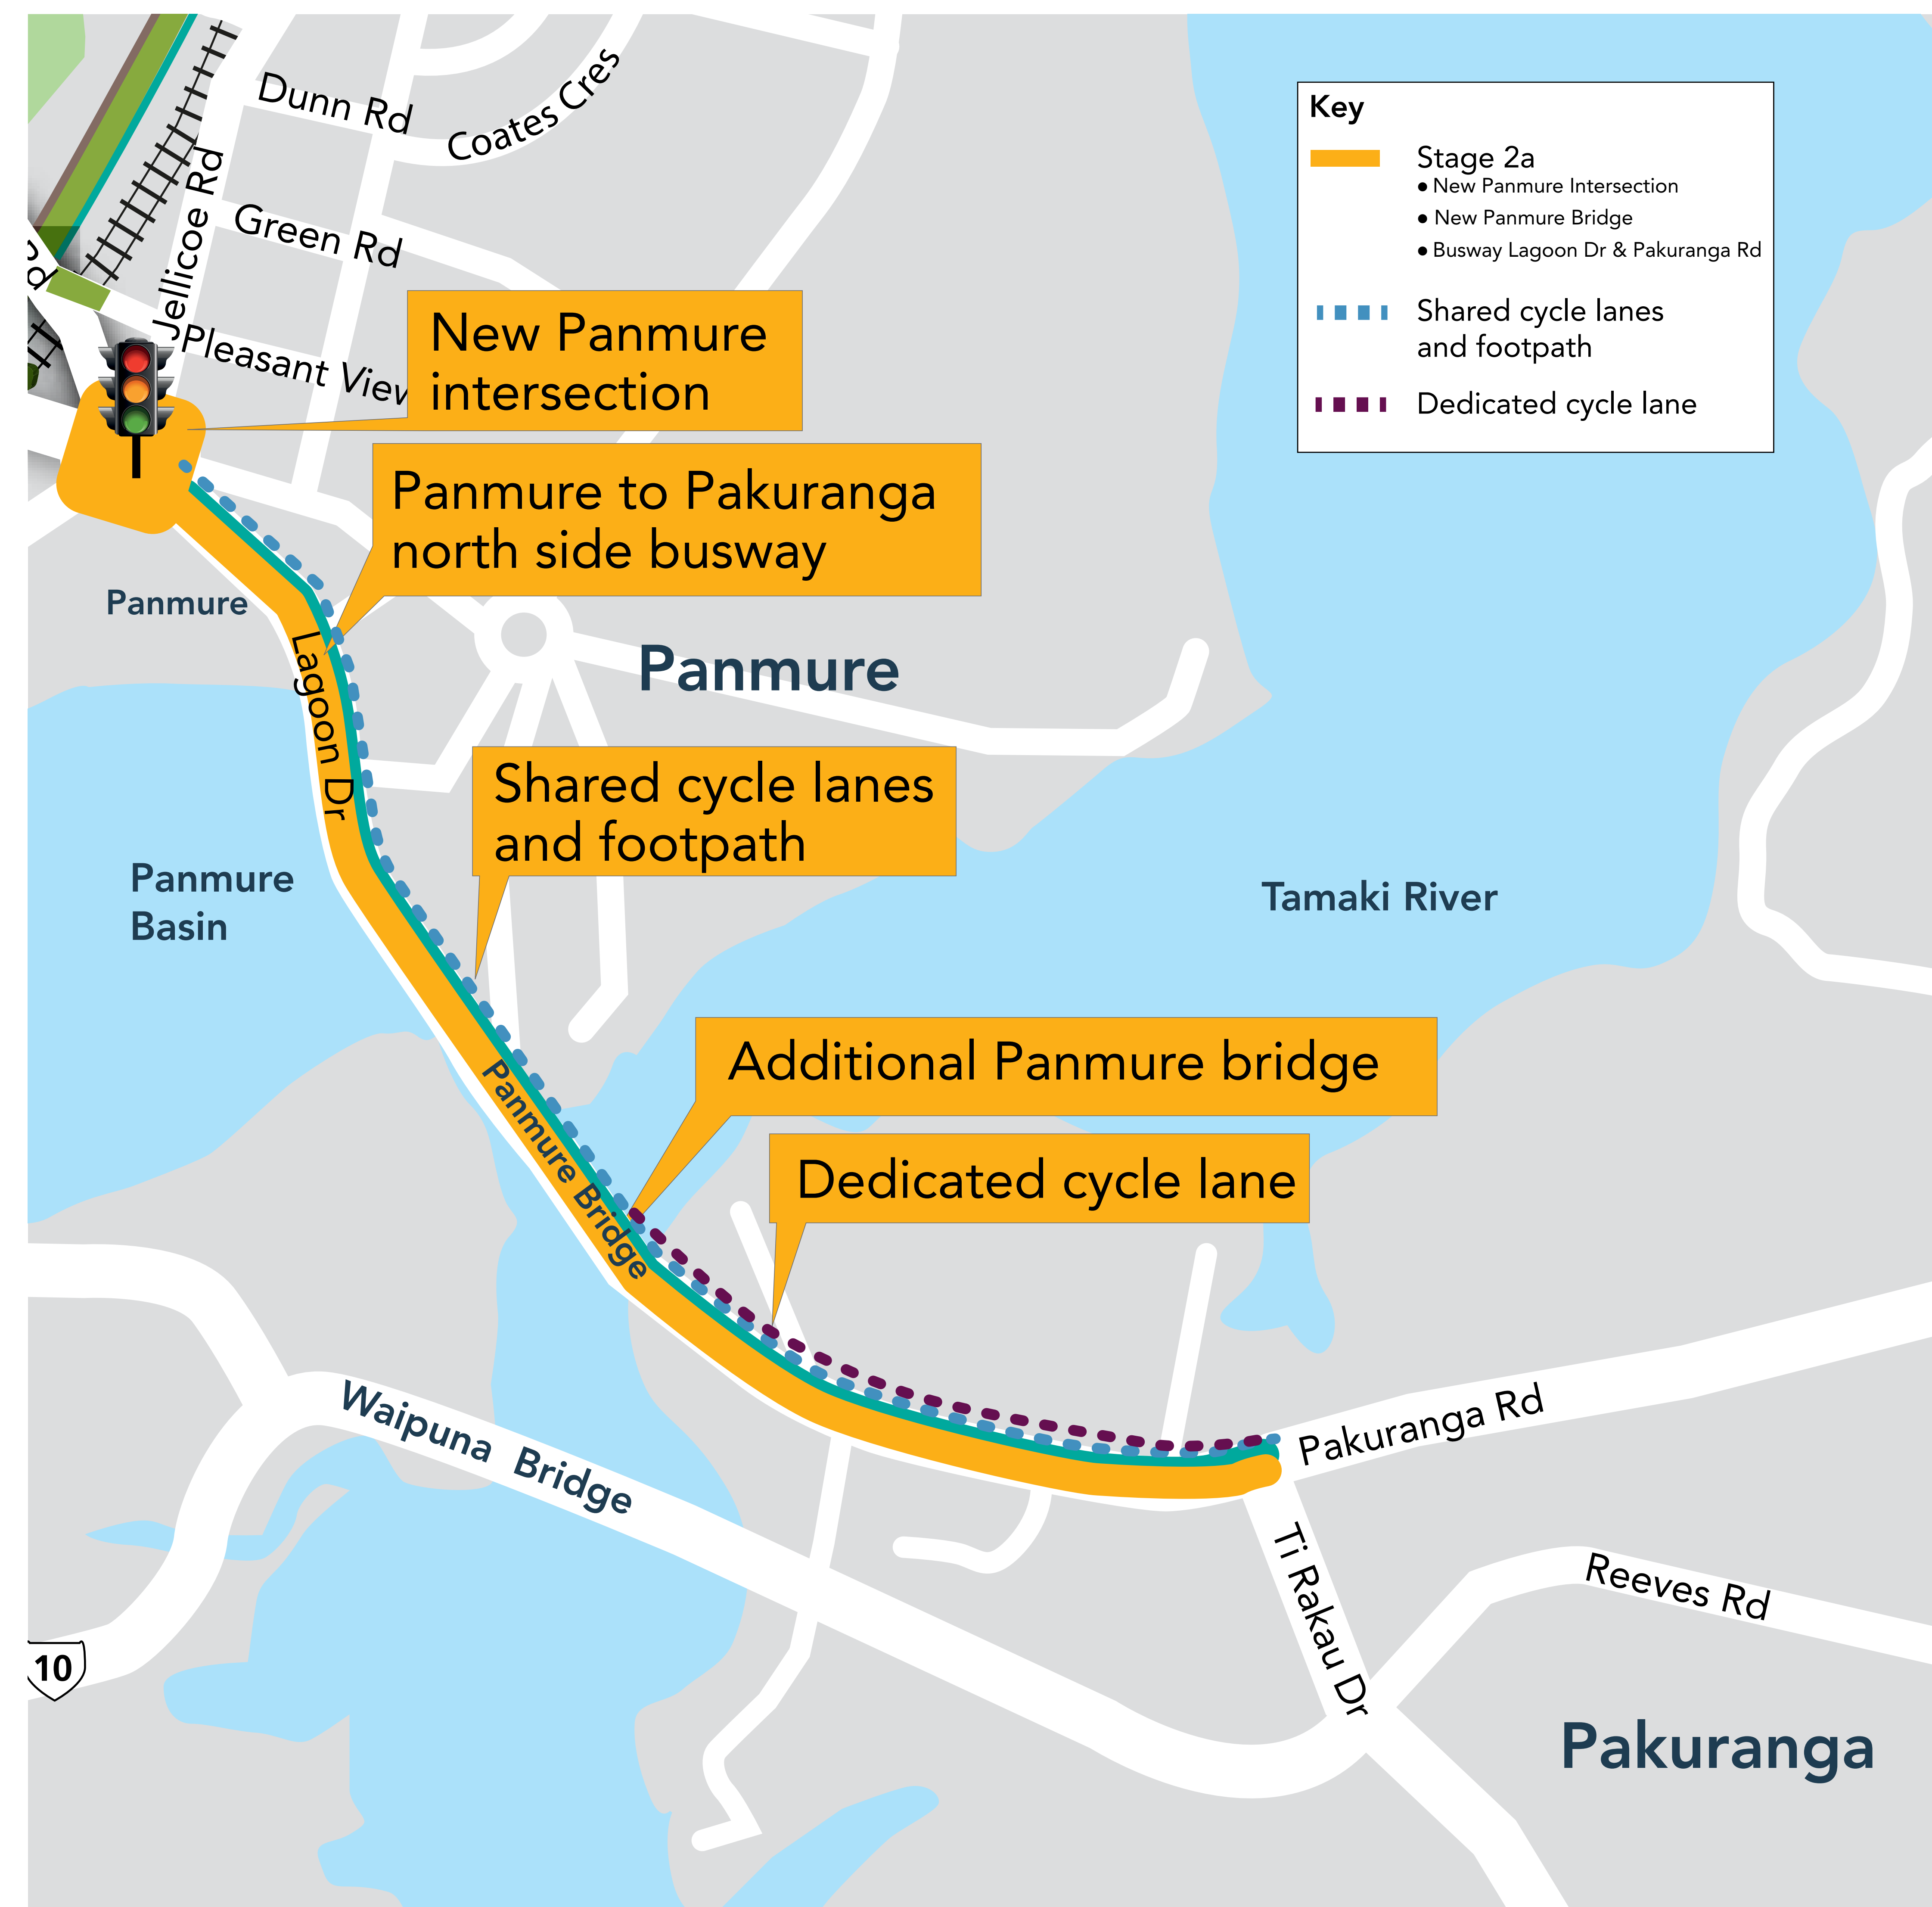 Dunn Rd
Coates Cres
Jellicoe Rd
Green Rd
Rd
Pleasant View
New Panmure
intersection
Panmure to Pakuranga
north side busway
Panmure
Lagoon Dr
Panmure
Shared cycle lanes
and footpath
Panmure
Basin
Tamaki River
Additional Panmure bridge
Panmure Bridge
Dedicated cycle lane
Waipuna Bridge
Pakuranga Rd
Ti Rakau Dr
Reeves Rd
10
Pakuranga
Key
Stage 2a
• New Panmure Intersection
• New Panmure Bridge
• Busway Lagoon Dr & Pakuranga Rd
Shared cycle lanes
and footpath
Dedicated cycle lane